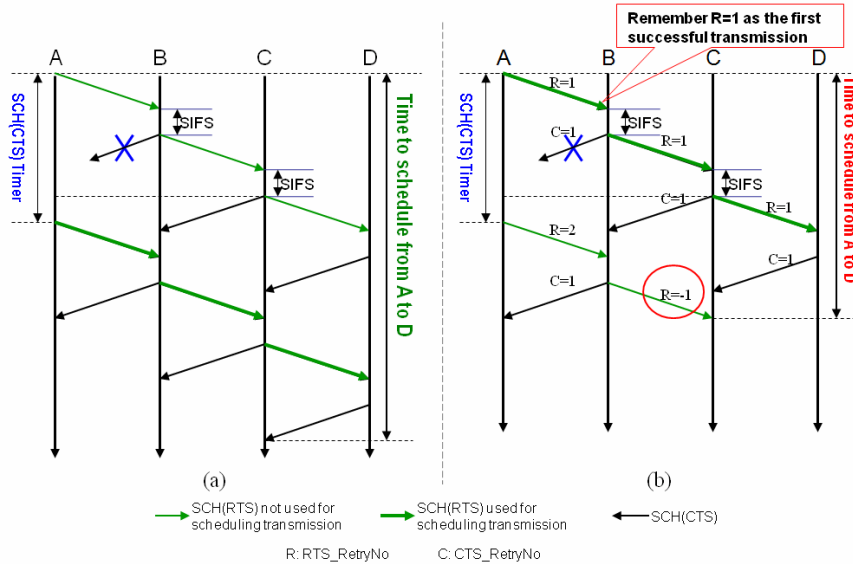 Remember R=1 as the first
successful transmission
A
B
C
D
SCH(CTS) Timer
SIFS
SIFS
Time to schedule from A to D
(a)
A
B
C
D
SCH(CTS) Timer
R=1
SIFS
C=1
R=1
SIFS
C=1
R=1
R=2
C=1
C=1
R=-1
Time to schedule from A to D
(b)
SCH(RTS) not used for
scheduling transmission
SCH(RTS) used for
scheduling transmission
SCH(CTS)
R: RTS_RetryNo
C: CTS_RetryNo